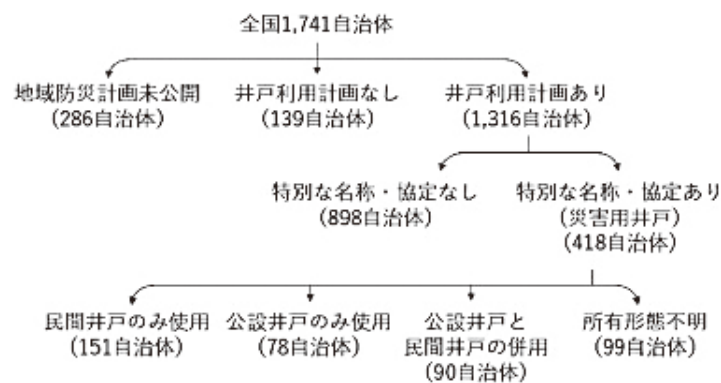 全国1,741自治体
地域防災計画未公開
(286自治体)
井戸利用計画なし
(139自治体)
井戸利用計画あり
(1,316自治体)
特別な名称・協定なし
(898自治体)
特別な名称・協定あり
(災害用井戸)
(418自治体)
民間井戸のみ使用
(151自治体)
公設井戸のみ使用
(78自治体)
公設井戸と
民間井戸の併用
(90自治体)
所有形態不明
(99自治体)